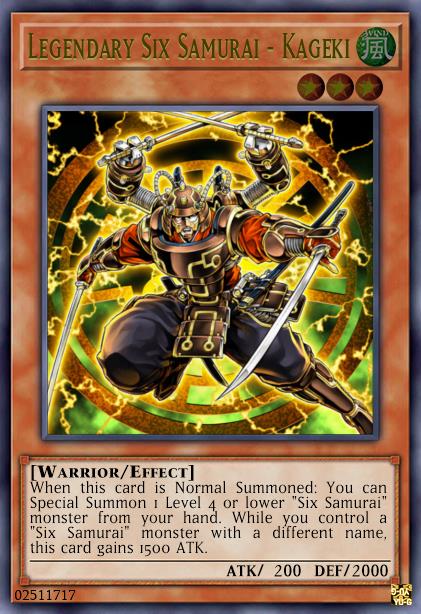 Legendary Six Samurai - Kageki
WIND
風
[Warrior/Effect]
When this card is Normal Summoned: You can
Special Summon 1 Level 4 or lower "Six Samurai"
monster from your hand. While you control a
"Six Samurai" monster with a different name,
this card gains 1500 ATK.
ATK/ 200 DEF/2000
02511717